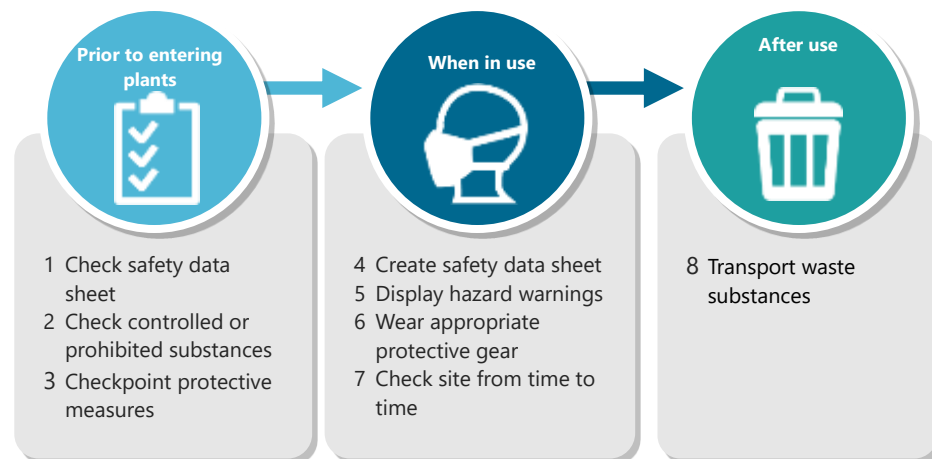 Prior to entering
plants
When in use
After use
1 Check safety data
sheet
2 Check controlled or
prohibited substances
3 Checkpoint protective
measures
4 Create safety data sheet
5 Display hazard warnings
6 Wear appropriate
protective gear
7 Check site from time to
time
8 Transport waste
substances